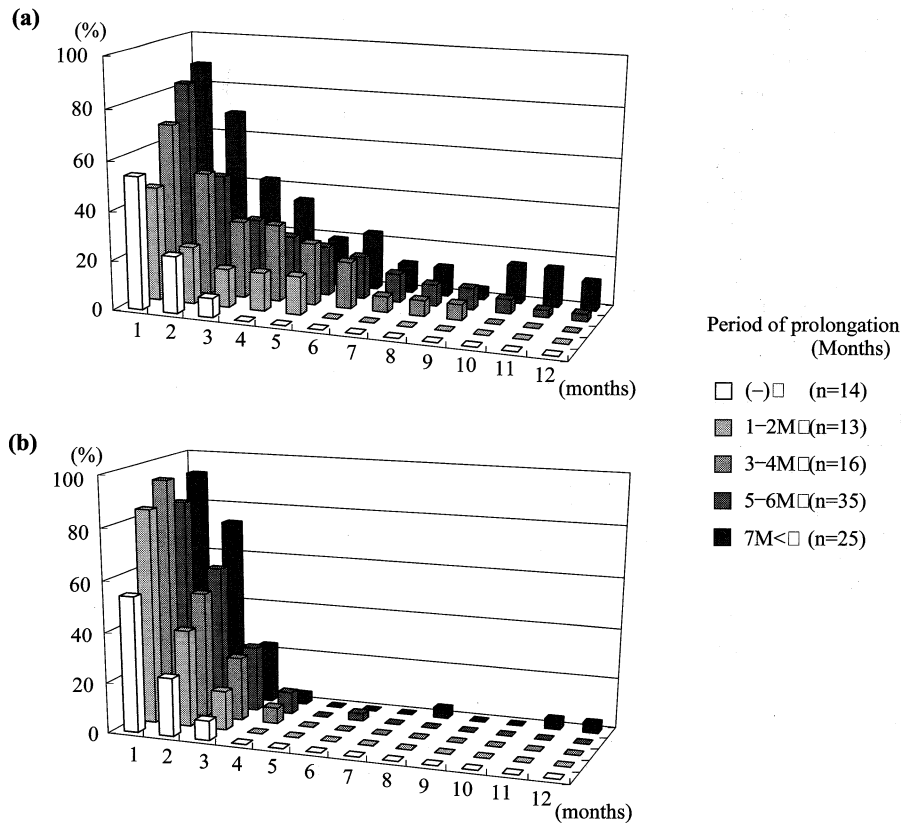 (a)
(%)
100
80
60
40
20
0
1 2 3 4 5 6 7 8 9 10 11 12
(months)
Period of prolongation
(Months)
(−)□ (n=14)
1−2M□(n=13)
3−4M□(n=16)
5−6M□(n=35)
7M<□ (n=25)
(b)
(%)
100
80
60
40
20
0
1 2 3 4 5 6 7 8 9 10 11 12
(months)